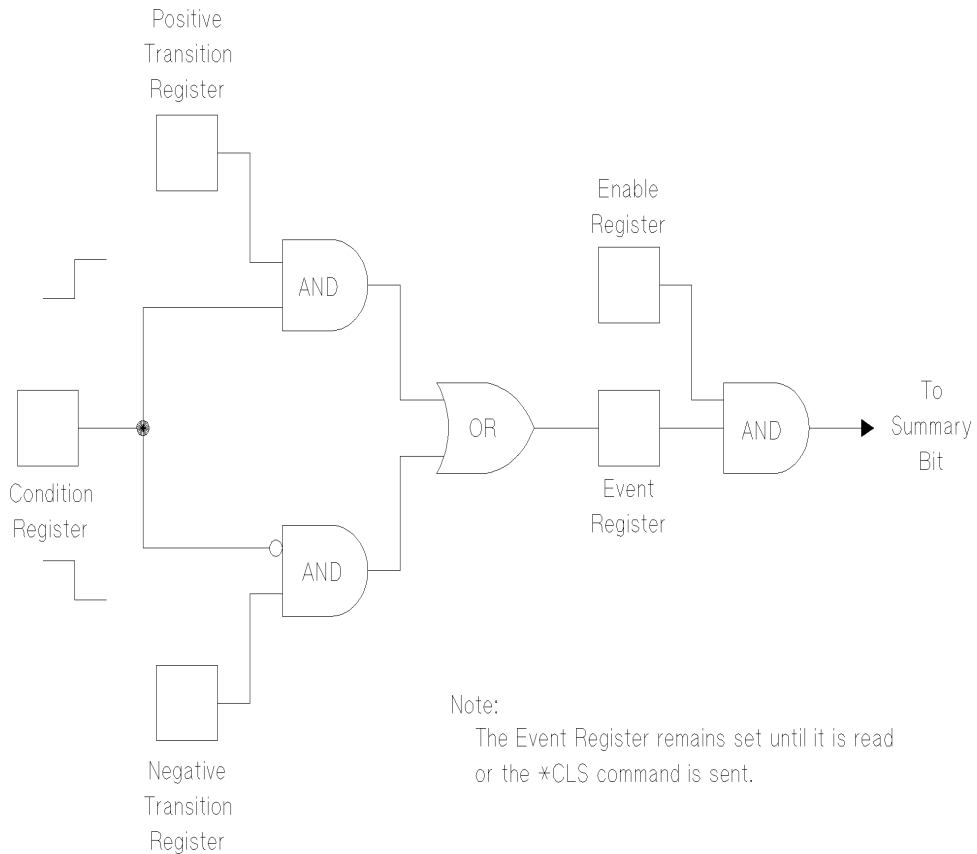 Positive
Transition
Register
Enable
Register
AND
Condition
Register
OR
Event
Register
AND
To
Summary
Bit
AND
Negative
Transition
Register
Note:
The Event Register remains set until it is read
or the *CLS command is sent.